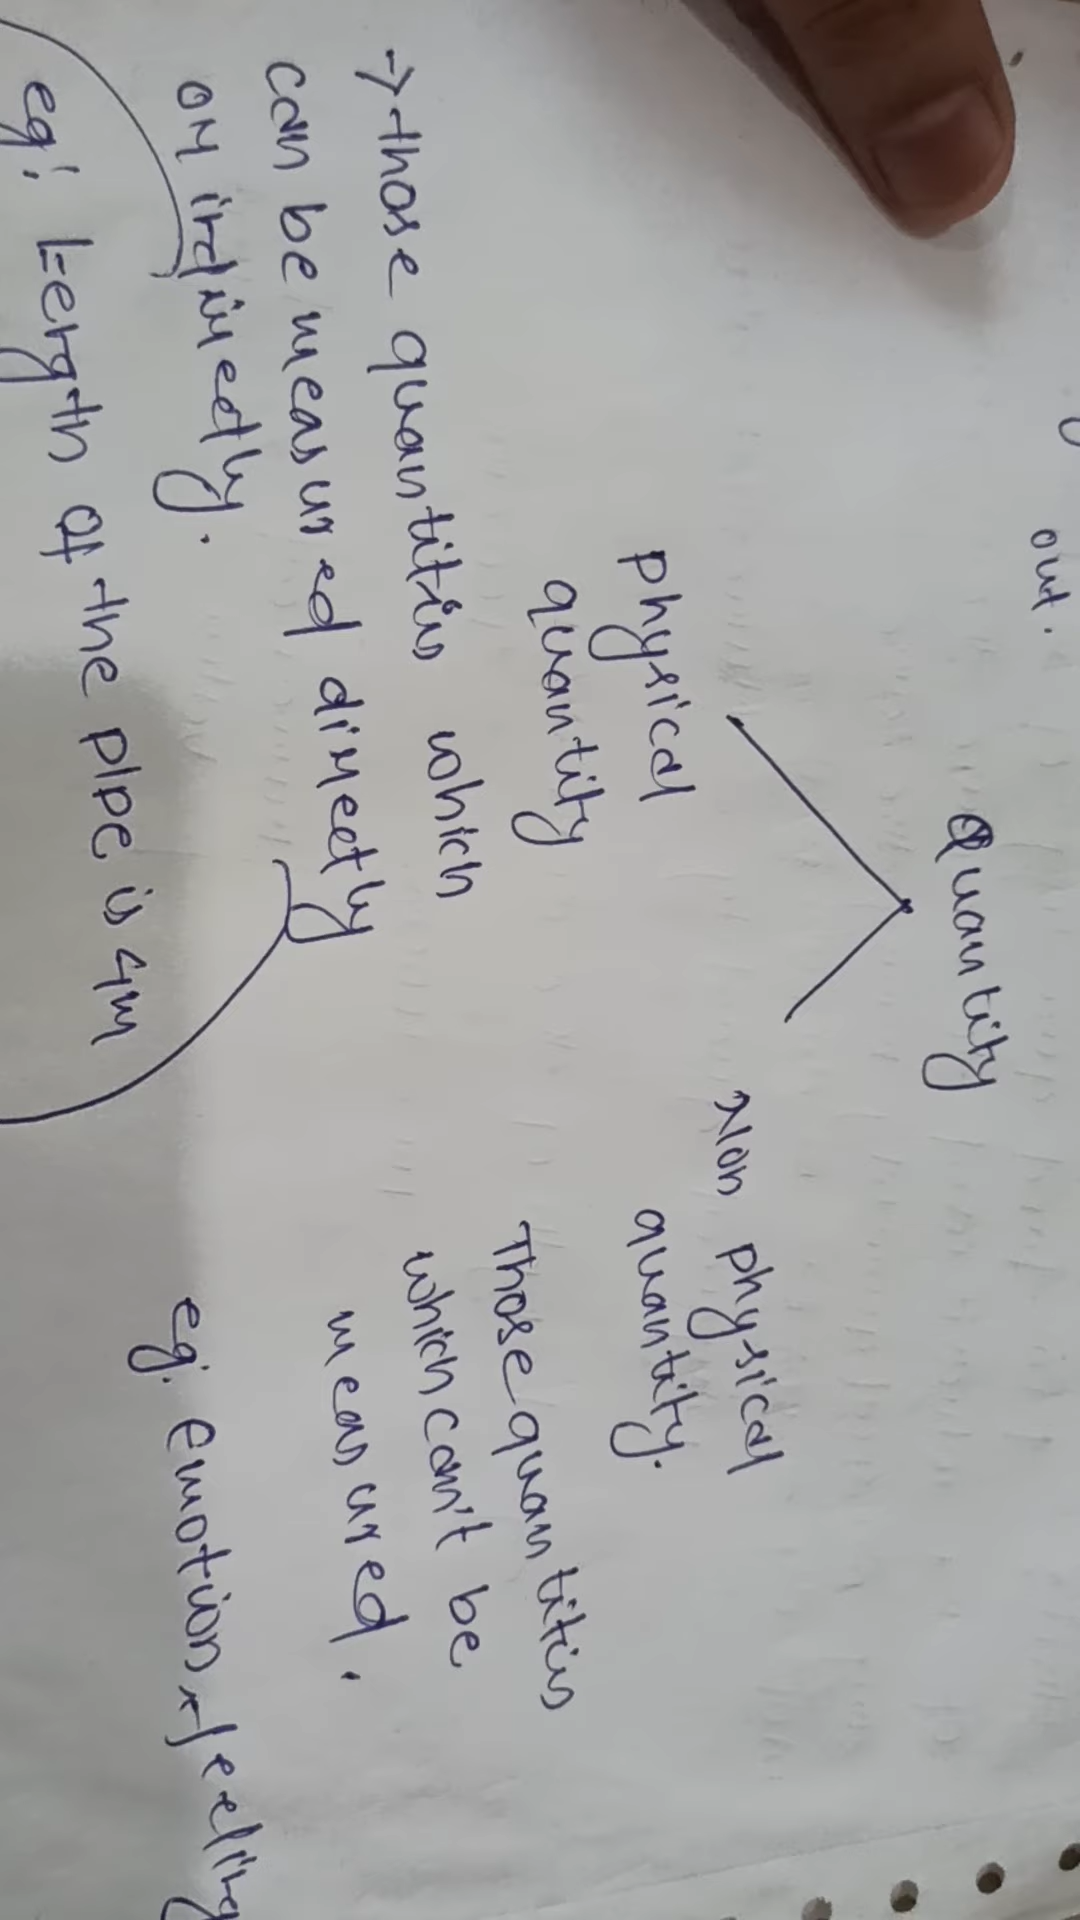 out.
Quantity
Physical
quantity
Non physical
quantity.
→ those quantities which
can be measured directly
or indirectly.
eg: Length of the pipe is 4m
Those quantities
which can't be
measured.
eg: Emotion, feeling